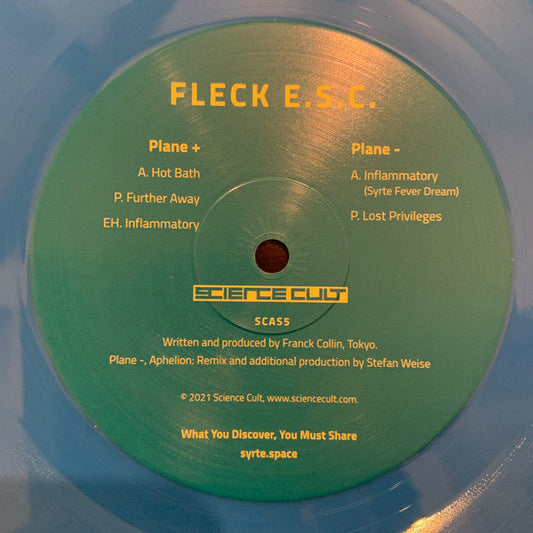 FLECK E.S.C.
Plane +
A. Hot Bath
P. Further Away
EH. Inflammatory
Plane -
A. Inflammatory
(Syrte Fever Dream)
P. Lost Privileges
SCIENCE CULT
SCAS5
Written and produced by Franck Collin, Tokyo.
Plane -, Aphelion: Remix and additional production by Stefan Weise
© 2021 Science Cult, www.sciencecult.com.
What You Discover, You Must Share
syrte.space